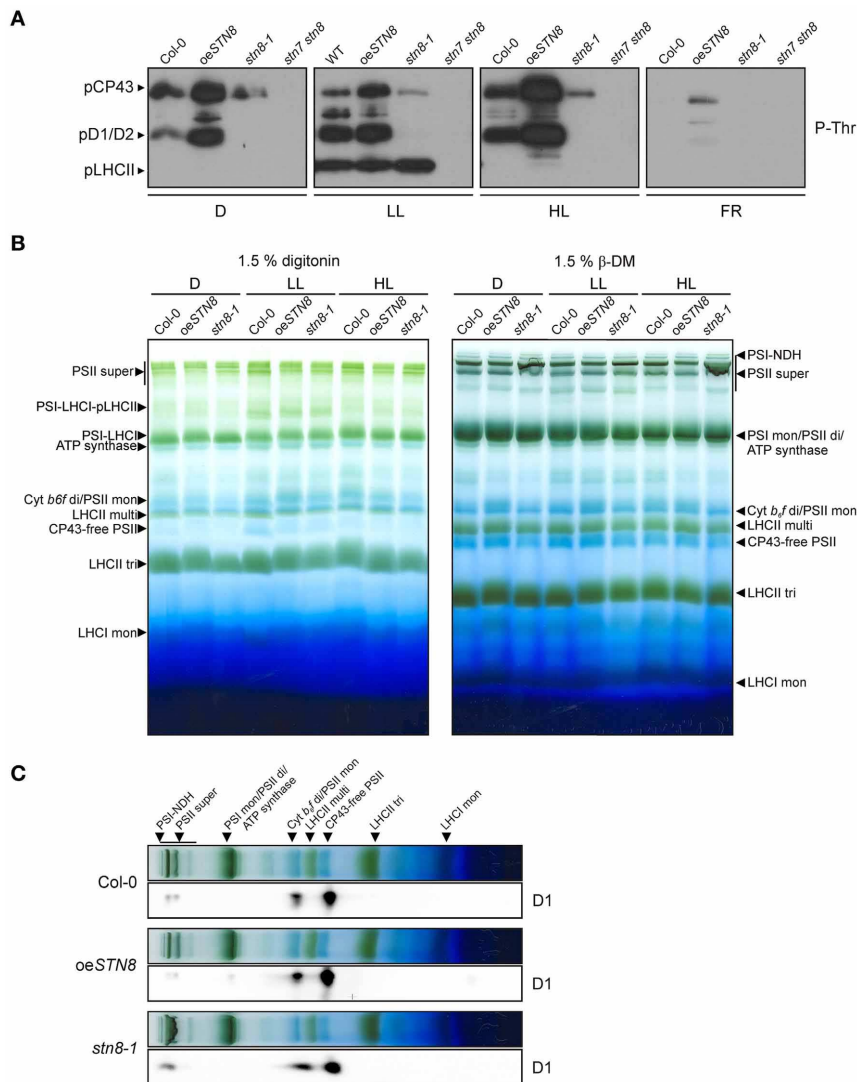 A
Col-0 oeSTN8 stn8-1 stn7 stn8 WT oeSTN8 stn8-1 stn7 stn8 Col-0 oeSTN8 stn8-1 stn7 stn8 Col-0 oeSTN8 stn8-1 stn7 stn8
pCP43
pD1/D2
pLHCII
P-Thr
D LL HL FR
B
1.5 % digitonin 1.5 % β-DM
D LL HL D LL HL
Col-0 oeSTN8 stn8-1 Col-0 oeSTN8 stn8-1 Col-0 oeSTN8 stn8-1 Col-0 oeSTN8 stn8-1 Col-0 oeSTN8 stn8-1 Col-0 oeSTN8 stn8-1
PSII super
PSI-LHCI-pLHCII
PSI-LHCI
ATP synthase
Cyt b6f di/PSII mon
LHCII multi
CP43-free PSII
LHCII tri
LHCI mon
PSI-NDH
PSII super
PSI mon/PSII di/
ATP synthase
Cyt b₆f di/PSII mon
LHCII multi
CP43-free PSII
LHCII tri
LHCI mon
C
PSI-NDH
PSII super
PSI mon/PSII di/
ATP synthase
Cyt b₆f di/PSII mon
LHCII multi
CP43-free PSII
LHCII tri
LHCI mon
Col-0
D1
oeSTN8
D1
stn8-1
D1